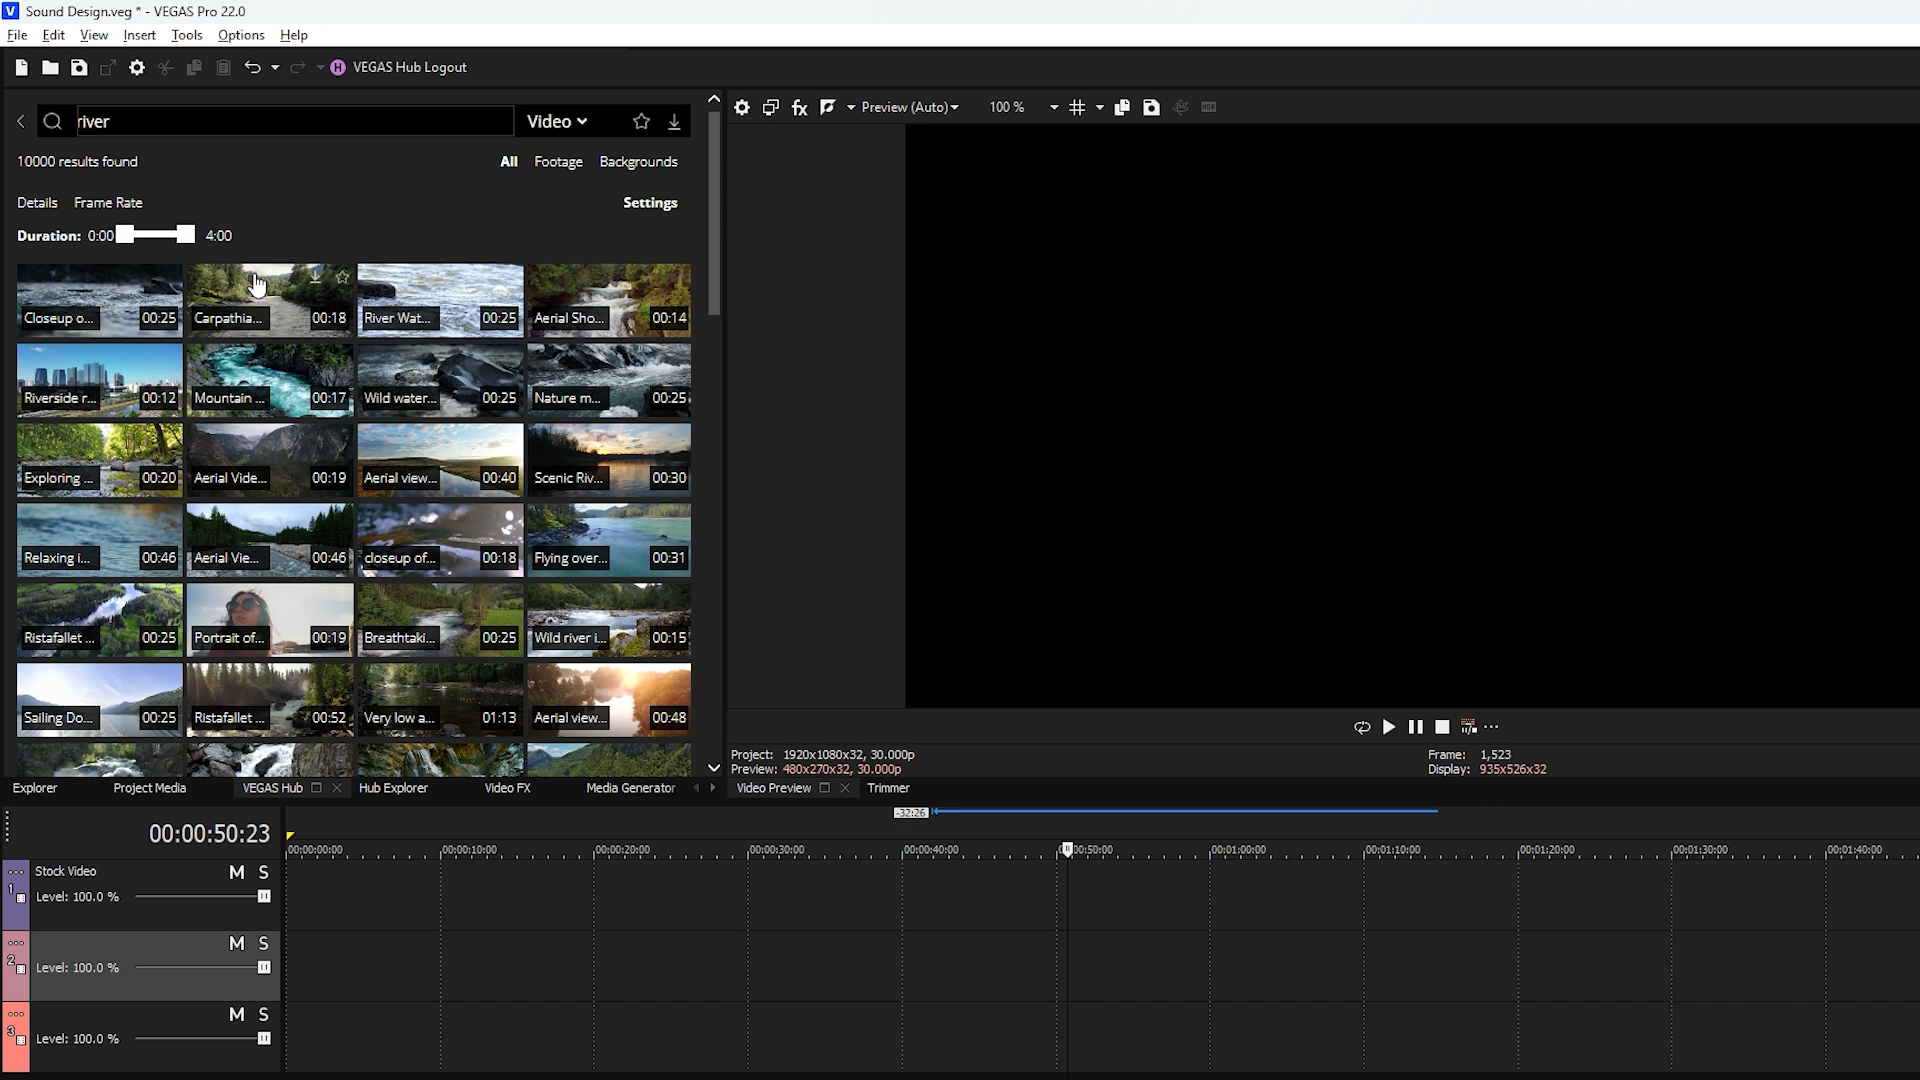 V Sound Design.veg * - VEGAS Pro 22.0
File Edit View Insert Tools Options Help
H VEGAS Hub Logout
river Video
Preview (Auto) 100 %
10000 results found All Footage Backgrounds
Details Frame Rate Settings
Duration: 0:00 4:00
Closeup o... 00:25 Carpathia... 00:18 River Wat... 00:25 Aerial Sho... 00:14
Riverside r... 00:12 Mountain ... 00:17 Wild water... 00:25 Nature m... 00:25
Exploring ... 00:20 Aerial Vide... 00:19 Aerial view... 00:40 Scenic Riv... 00:30
Relaxing i... 00:46 Aerial Vie... 00:46 closeup of... 00:18 Flying over... 00:31
Ristafallet ... 00:25 Portrait of... 00:19 Breathtaki... 00:25 Wild river i... 00:15
Sailing Do... 00:25 Ristafallet ... 00:52 Very low a... 01:13 Aerial view... 00:48
Project: 1920x1080x32, 30.000p Frame: 1,523
Preview: 480x270x32, 30.000p Display: 935x526x32
Explorer Project Media VEGAS Hub Hub Explorer Video FX Media Generator Video Preview Trimmer
-32:26
00:00:50:23
00:00:00:00 00:00:10:00 00:00:20:00 00:00:30:00 00:00:40:00 00:50:00 00:01:00:00 00:01:10:00 00:01:20:00 00:01:30:00 00:01:40:00
Stock Video M S
1 Level: 100.0 %
M S
2 Level: 100.0 %
M S
3 Level: 100.0 %